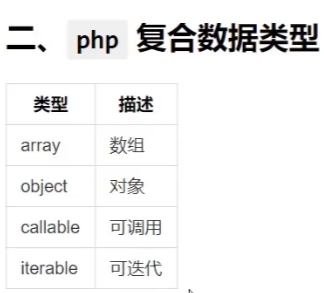 二、php 复合数据类型
类型 描述
array 数组
object 对象
callable 可调用
iterable 可迭代